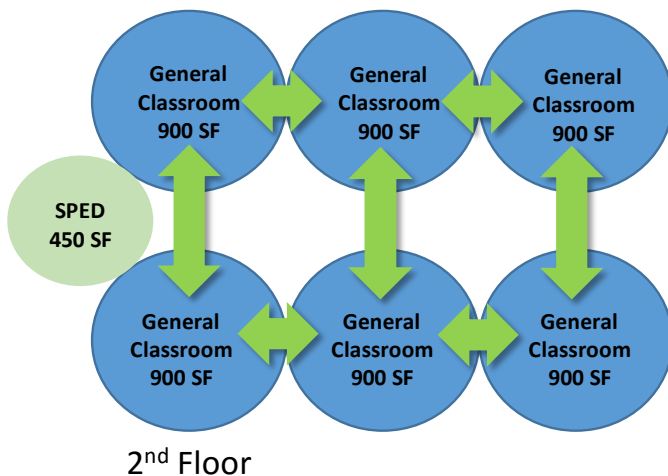 General
Classroom
900 SF
General
Classroom
900 SF
General
Classroom
900 SF
SPED
450 SF
General
Classroom
900 SF
General
Classroom
900 SF
General
Classroom
900 SF
2nd Floor